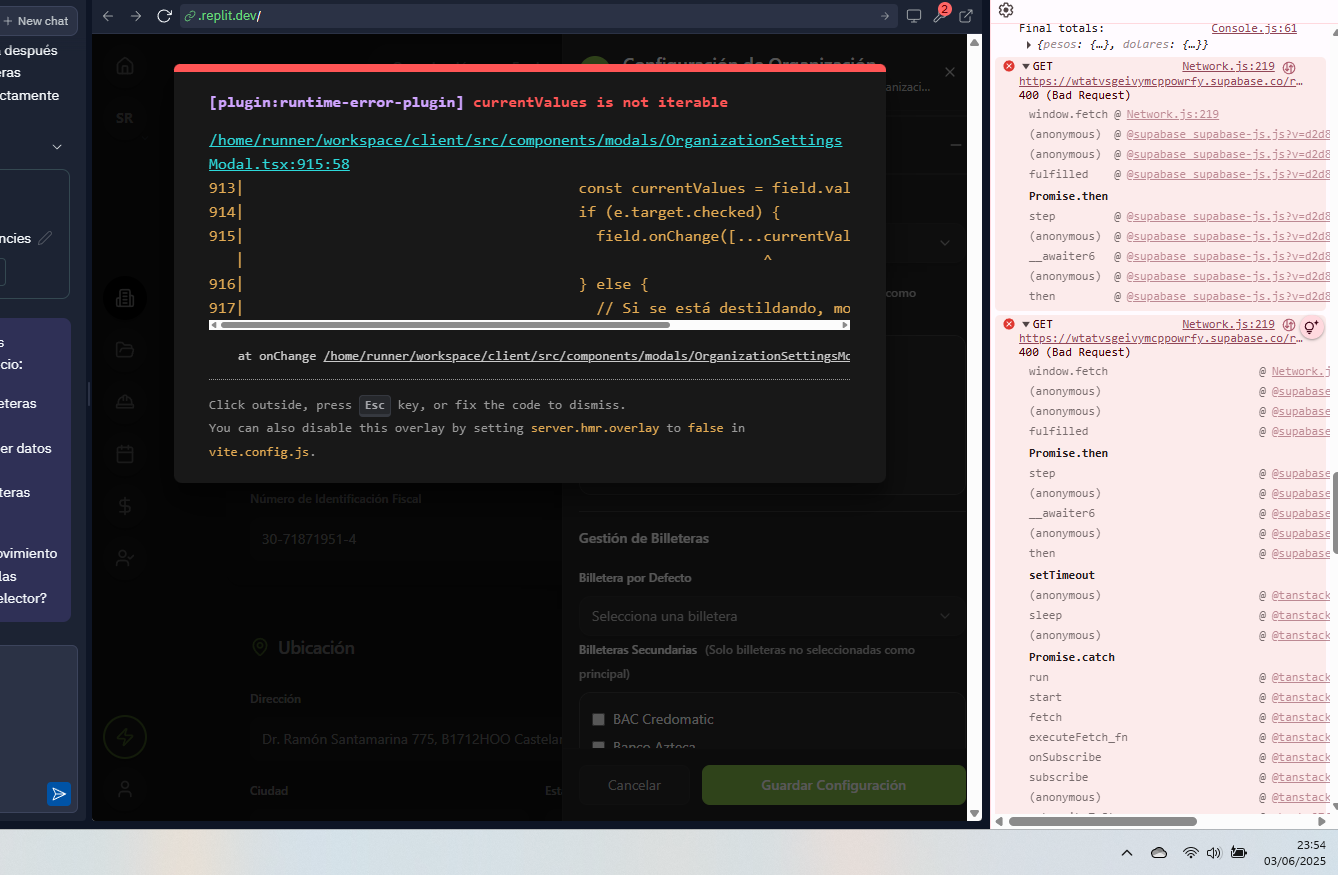 + New chat
después
eras
ctamente
ncies
s
cio:
eteras
er datos
teras
ovimiento
las
elector?
.replit.dev/
2
SR
Configuración de Organización
anizaci...
como
[plugin:runtime-error-plugin] currentValues is not iterable
/home/runner/workspace/client/src/components/modals/OrganizationSettings
Modal.tsx:915:58
913| const currentValues = field.val
914| if (e.target.checked) {
915| field.onChange([...currentVal
| ^
916| } else {
917| // Si se está destildando, mo
at onChange /home/runner/workspace/client/src/components/modals/OrganizationSettingsMo
Click outside, press Esc key, or fix the code to dismiss.
You can also disable this overlay by setting server.hmr.overlay to false in
vite.config.js.
Número de Identificación Fiscal
30-71871951-4
Ubicación
Dirección
Dr. Ramón Santamarina 775, B1712HOO Castelar
Ciudad
Est
Gestión de Billeteras
Billetera por Defecto
Selecciona una billetera
Billeteras Secundarias (Solo billeteras no seleccionadas como
principal)
BAC Credomatic
Banco Azteca
Cancelar
Guardar Configuración
Final totals: Console.js:61
{pesos: {…}, dolares: {…}}
GET Network.js:219
https://wtatvsgeivymcppowrfy.supabase.co/r…
400 (Bad Request)
window.fetch @ Network.js:219
(anonymous) @ @supabase_supabase-js.js?v=d2d8
(anonymous) @ @supabase_supabase-js.js?v=d2d8
fulfilled @ @supabase_supabase-js.js?v=d2d8
Promise.then
step @ @supabase_supabase-js.js?v=d2d8
(anonymous) @ @supabase_supabase-js.js?v=d2d8
__awaiter6 @ @supabase_supabase-js.js?v=d2d8
(anonymous) @ @supabase_supabase-js.js?v=d2d8
then @ @supabase_supabase-js.js?v=d2d8
GET Network.js:219
https://wtatvsgeivymcppowrfy.supabase.co/r…
400 (Bad Request)
window.fetch @ Network.j
(anonymous) @ @supabase
(anonymous) @ @supabase
fulfilled @ @supabase
Promise.then
step @ @supabase
(anonymous) @ @supabase
__awaiter6 @ @supabase
(anonymous) @ @supabase
then @ @supabase
setTimeout
(anonymous) @ @tanstack
sleep @ @tanstack
(anonymous) @ @tanstack
Promise.catch
run @ @tanstack
start @ @tanstack
fetch @ @tanstack
executeFetch_fn @ @tanstack
onSubscribe @ @tanstack
subscribe @ @tanstack
(anonymous) @ @tanstack
23:54
03/06/2025